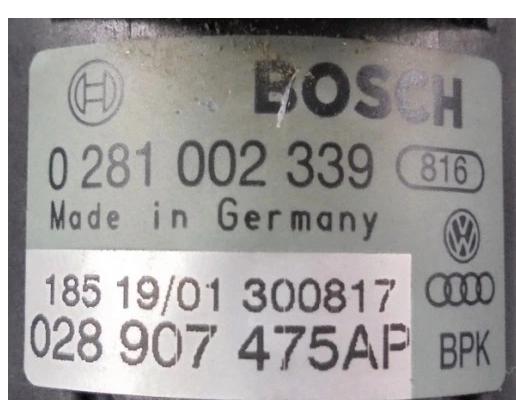 BOSCH
0 281 002 339 816
Made in Germany
185 19/01 300817
028 907 475AP
BPK